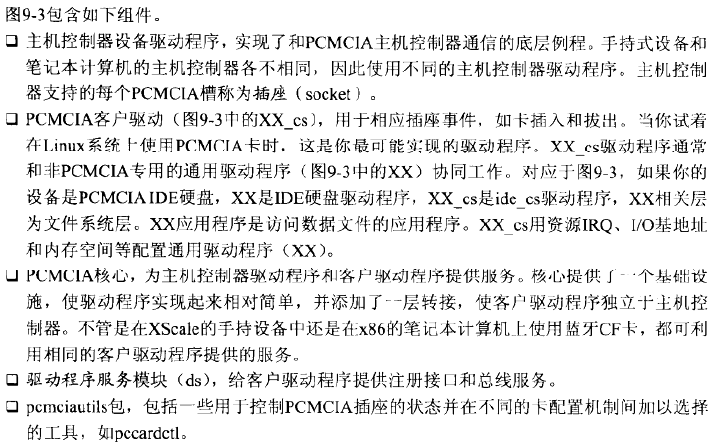 图9-3包含如下组件。
❑ 主机控制器设备驱动程序，实现了和PCMCIA主机控制器通信的底层例程。手持式设备和
笔记本计算机的主机控制器各不相同，因此使用不同的主机控制器驱动程序。主机控制
器支持的每个PCMCIA槽称为插座（socket）。
❑ PCMCIA客户驱动（图9-3中的XX_cs），用于相应插座事件，如卡插入和拔出。当你试着
在Linux系统上使用PCMCIA卡时，这是你最可能实现的驱动程序。XX_cs驱动程序通常
和非PCMCIA专用的通用驱动程序（图9-3中的XX）协同工作。对应于图9-3，如果你的
设备是PCMCIA IDE硬盘，XX是IDE硬盘驱动程序，XX_cs是ide_cs驱动程序，XX相关层
为文件系统层。XX应用程序是访问数据文件的应用程序。XX_cs用资源IRQ、I/O基地址
和内存空间等配置通用驱动程序（XX）。
❑ PCMCIA核心，为主机控制器驱动程序和客户驱动程序提供服务。核心提供了一个基础设
施，使驱动程序实现起来相对简单，并添加了一层转接，使客户驱动程序独立于主机控
制器。不管是在XScale的手持设备中还是在x86的笔记本计算机上使用蓝牙CF卡，都可利
用相同的客户驱动程序提供的服务。
❑ 驱动程序服务模块（ds），给客户驱动程序提供注册接口和总线服务。
❑ pcmciautils包，包括一些用于控制PCMCIA插座的状态并在不同的卡配置机制间加以选择
的工具，如pccardctl。